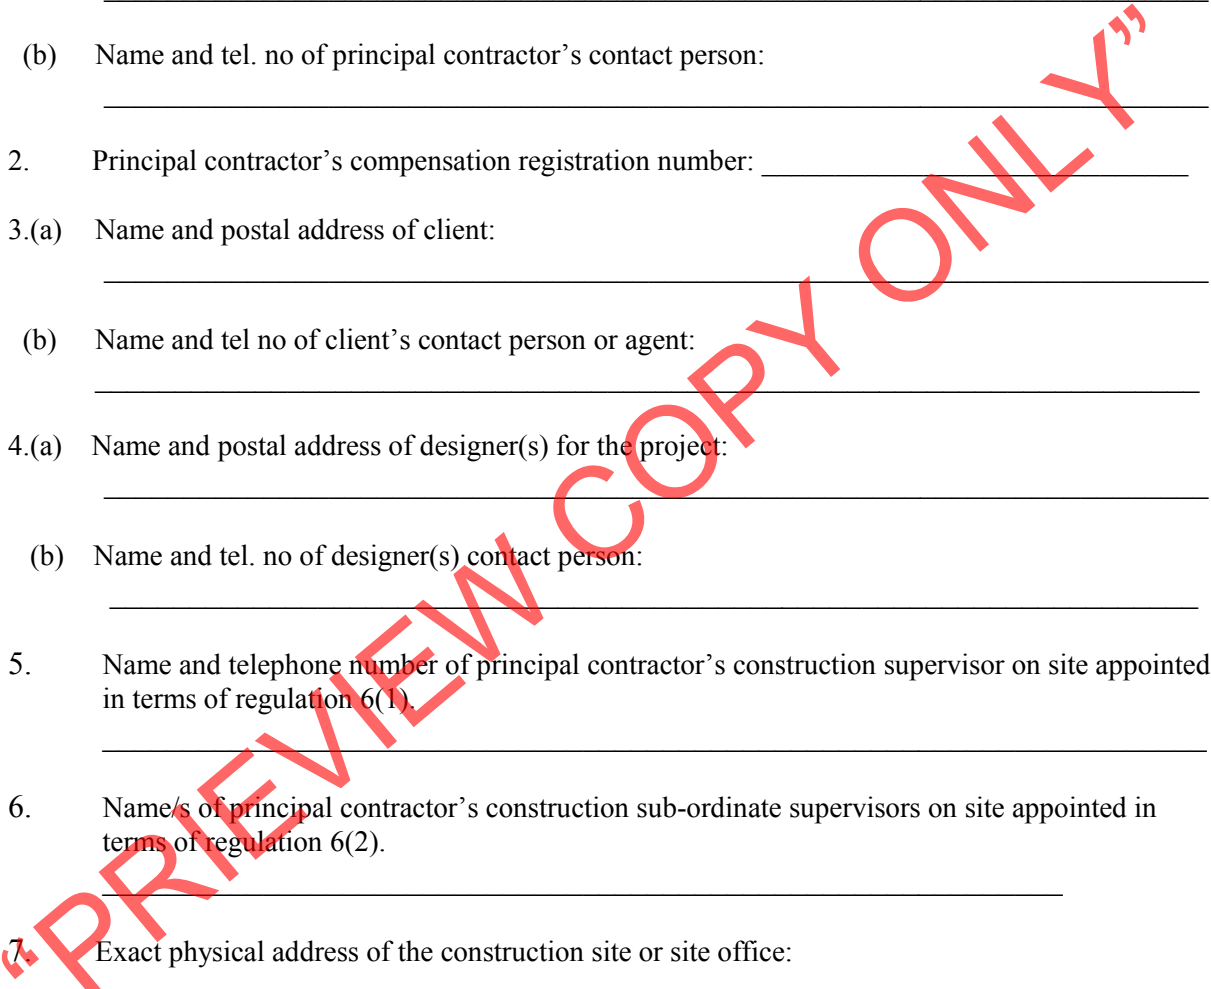 (b) Name and tel. no of principal contractor’s contact person:
2. Principal contractor’s compensation registration number: ______________________________
3.(a) Name and postal address of client:
(b) Name and tel no of client’s contact person or agent:
4.(a) Name and postal address of designer(s) for the project:
(b) Name and tel. no of designer(s) contact person:
5. Name and telephone number of principal contractor’s construction supervisor on site appointed
in terms of regulation 6(1).
6. Name/s of principal contractor’s construction sub-ordinate supervisors on site appointed in
terms of regulation 6(2).
7. Exact physical address of the construction site or site office:
“PRIEVIEW COPY ONLY”